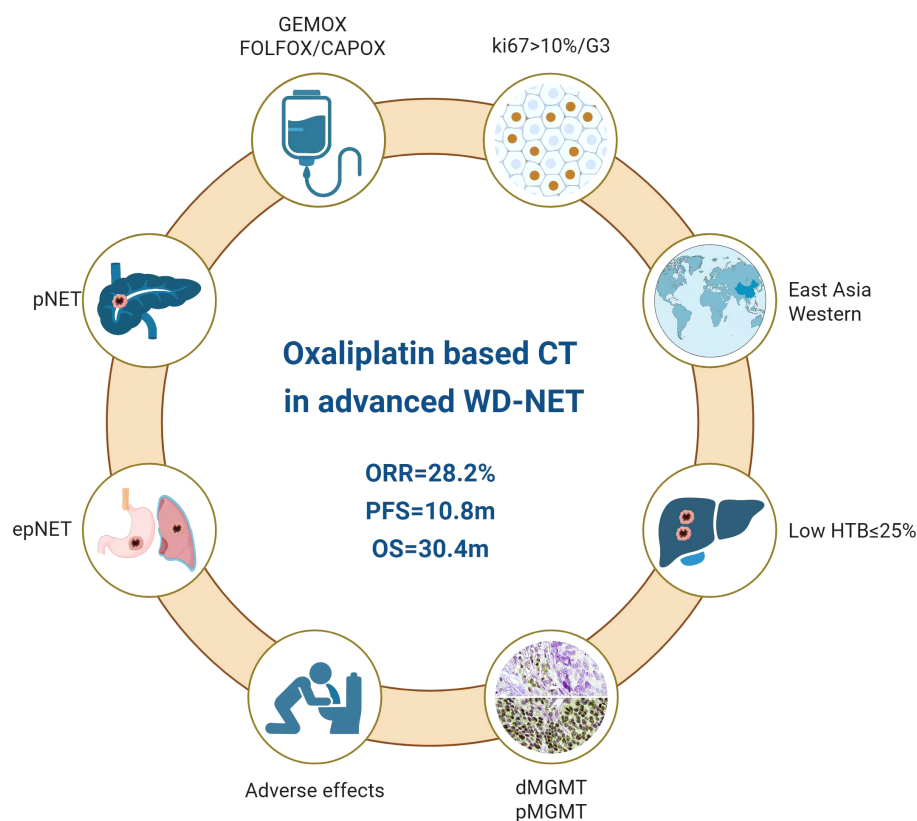 GEMOX
FOLFOX/CAPOX
ki67>10%/G3
pNET
East Asia
Western
Oxaliplatin based CT
in advanced WD-NET
ORR=28.2%
PFS=10.8m
OS=30.4m
epNET
Low HTB≤25%
Adverse effects
dMGMT
pMGMT